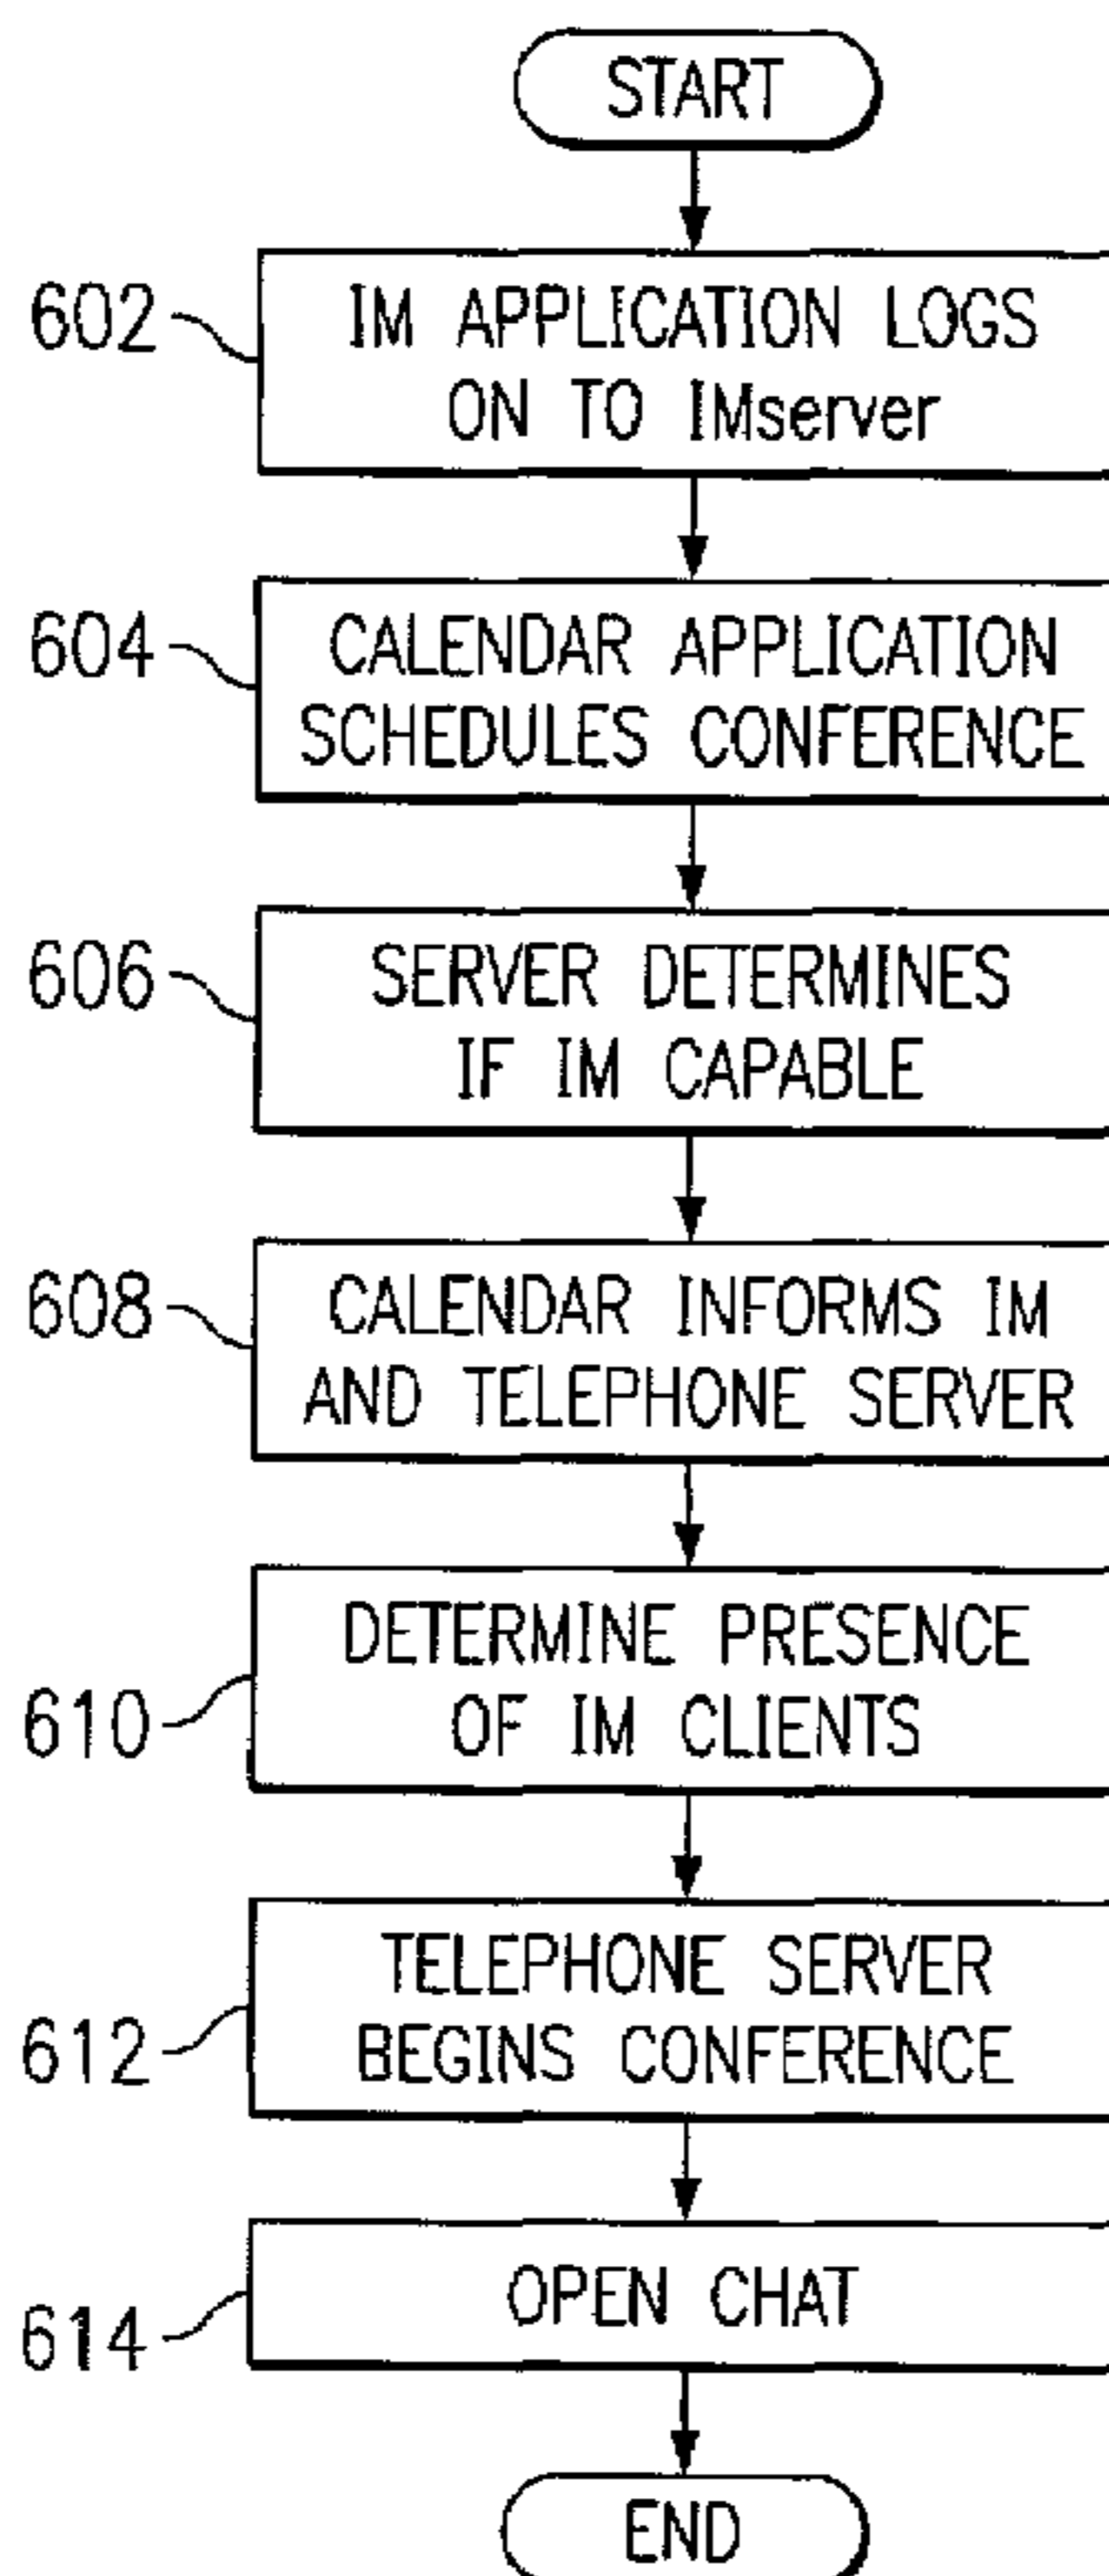 START
602
IM APPLICATION LOGS
ON TO IMserver
604
CALENDAR APPLICATION
SCHEDULES CONFERENCE
606
SERVER DETERMINES
IF IM CAPABLE
608
CALENDAR INFORMS IM
AND TELEPHONE SERVER
610
DETERMINE PRESENCE
OF IM CLIENTS
612
TELEPHONE SERVER
BEGINS CONFERENCE
614
OPEN CHAT
END